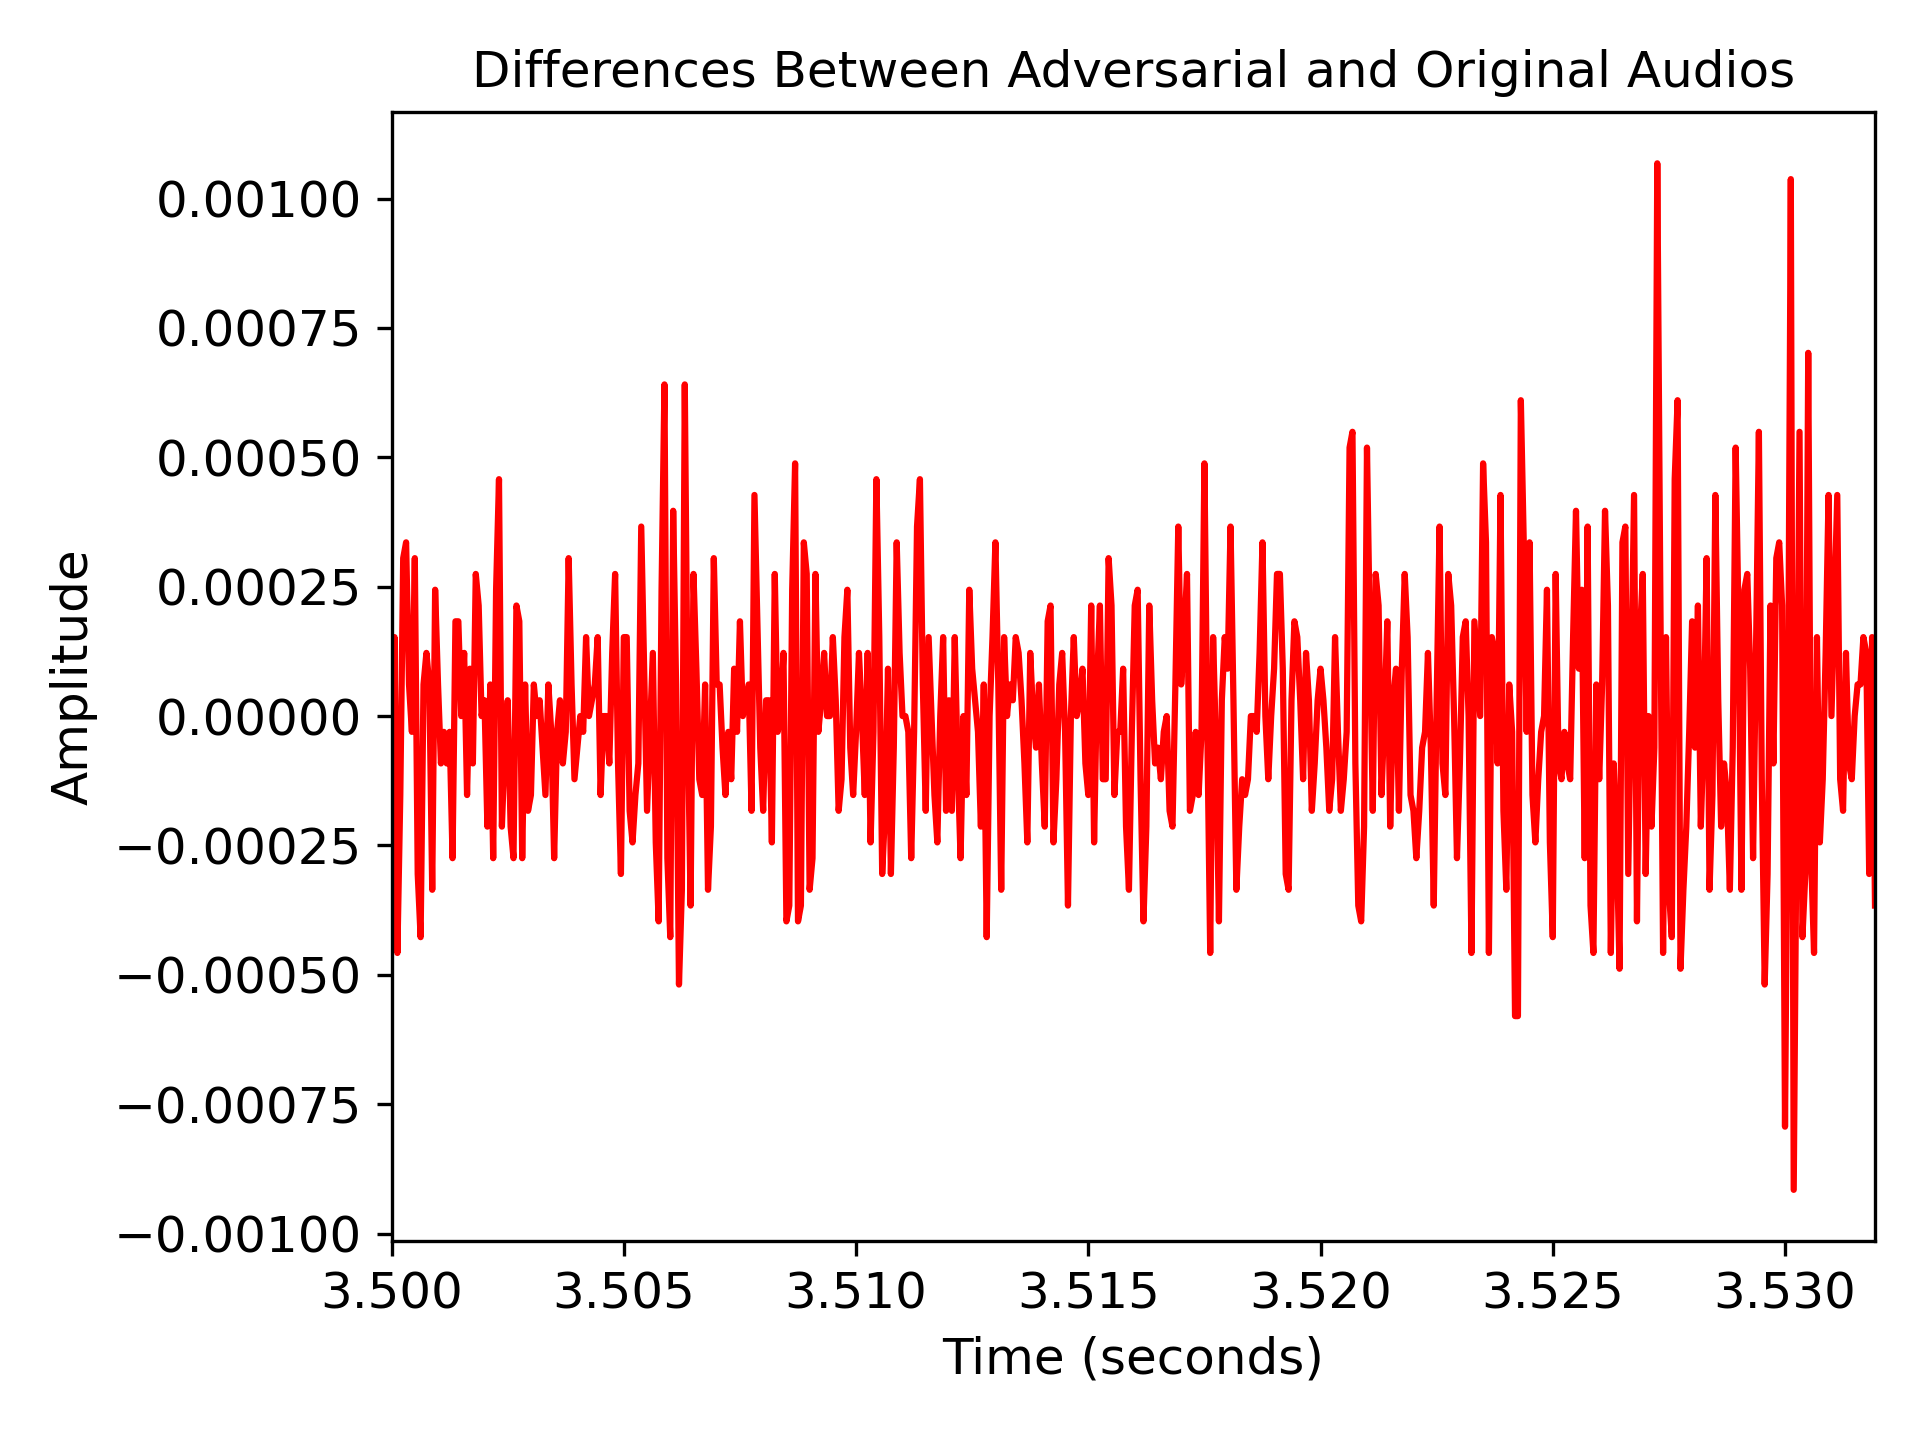 Differences Between Adversarial and Original Audios
0.00100
0.00075
0.00050
0.00025
0.00000
−0.00025
−0.00050
−0.00075
−0.00100
Amplitude
3.500 3.505 3.510 3.515 3.520 3.525 3.530
Time (seconds)